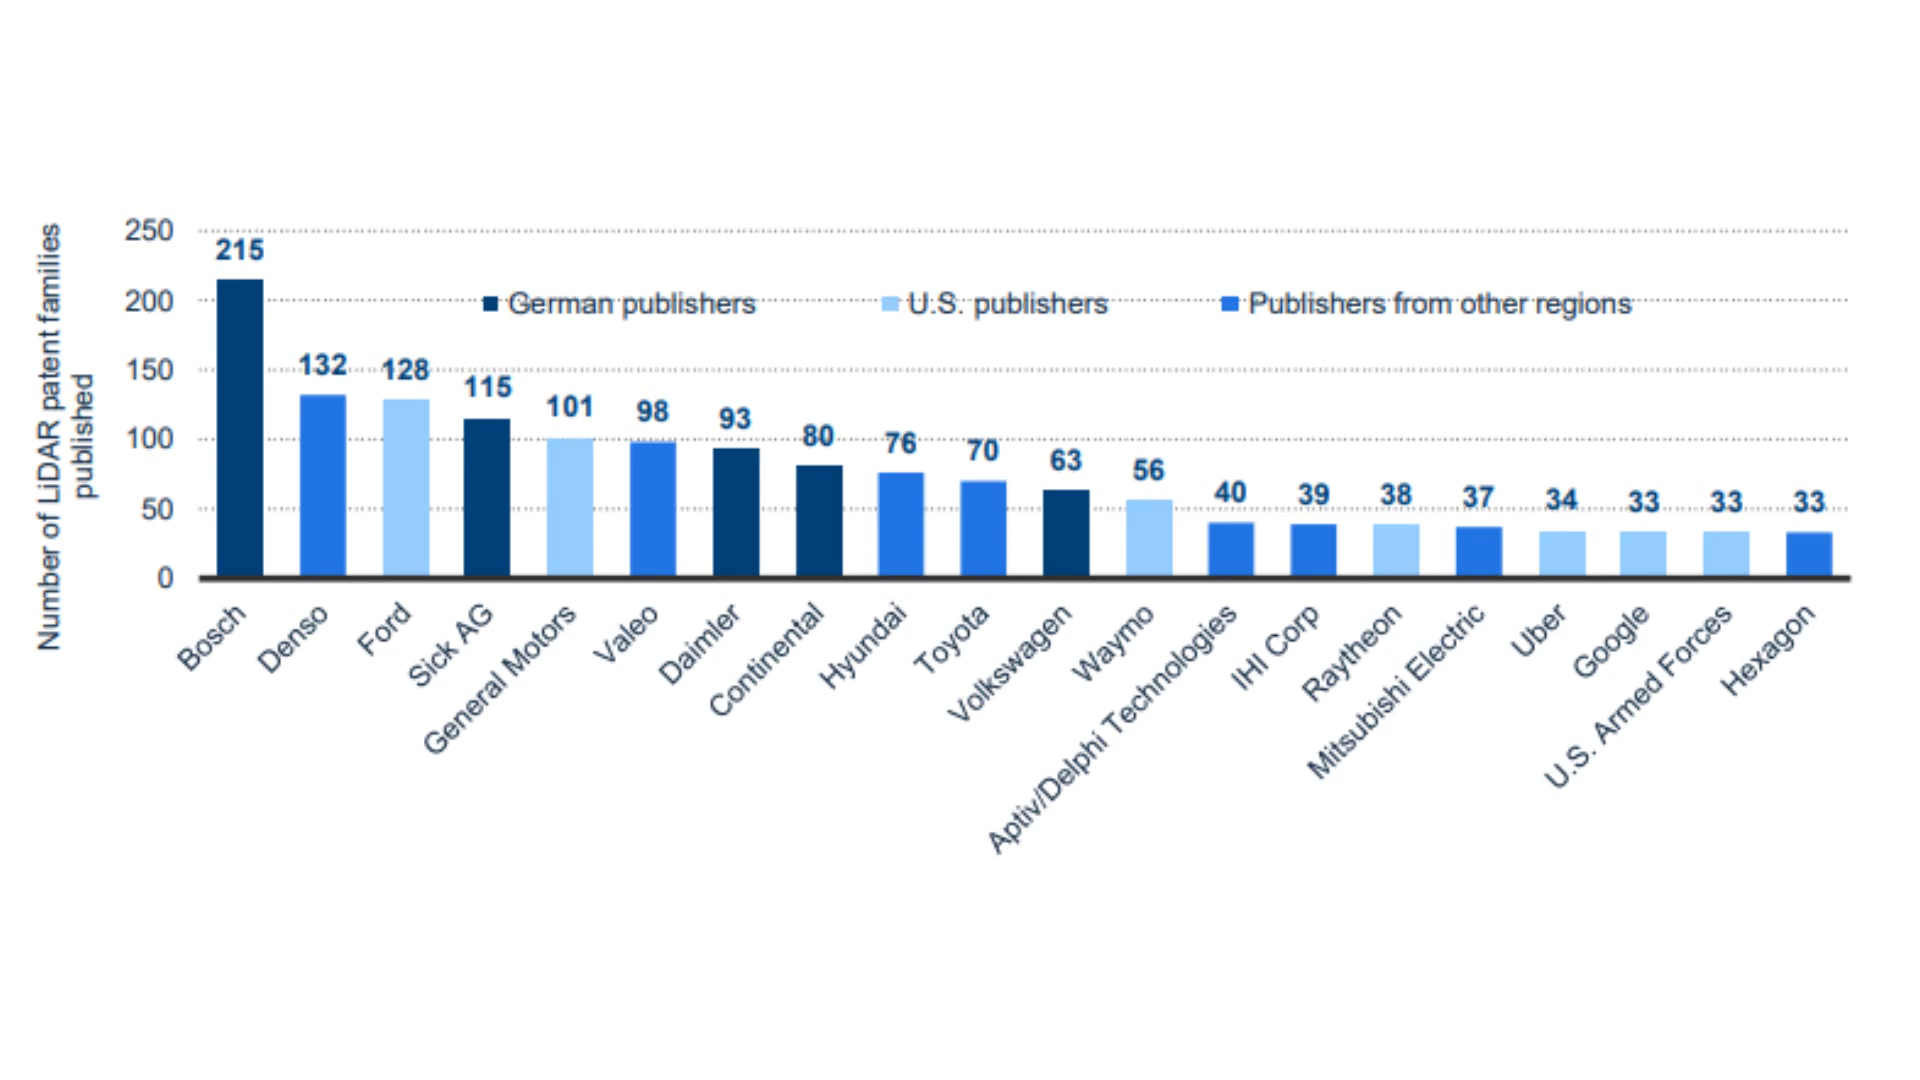 Number of LiDAR patent families
published
250
200
150
100
50
0
German publishers
U.S. publishers
Publishers from other regions
215
132
128
115
101
98
93
80
76
70
63
56
40
39
38
37
34
33
33
33
Bosch
Denso
Ford
Sick AG
General Motors
Valeo
Daimler
Continental
Hyundai
Toyota
Volkswagen
Waymo
Aptiv/Delphi Technologies
IHI Corp
Raytheon
Mitsubishi Electric
Uber
Google
U.S. Armed Forces
Hexagon